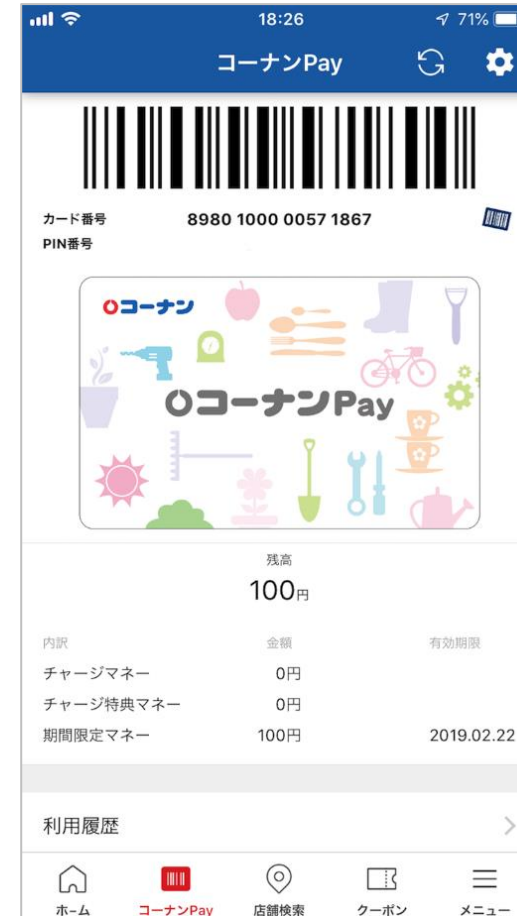 18:26 71%
コーナンPay
カード番号 8980 1000 0057 1867
PIN番号
コーナン
コーナンPay
残高
100円
内訳 金額 有効期限
チャージマネー 0円
チャージ特典マネー 0円
期間限定マネー 100円 2019.02.22
利用履歴
ホーム コーナンPay 店舗検索 クーポン メニュー